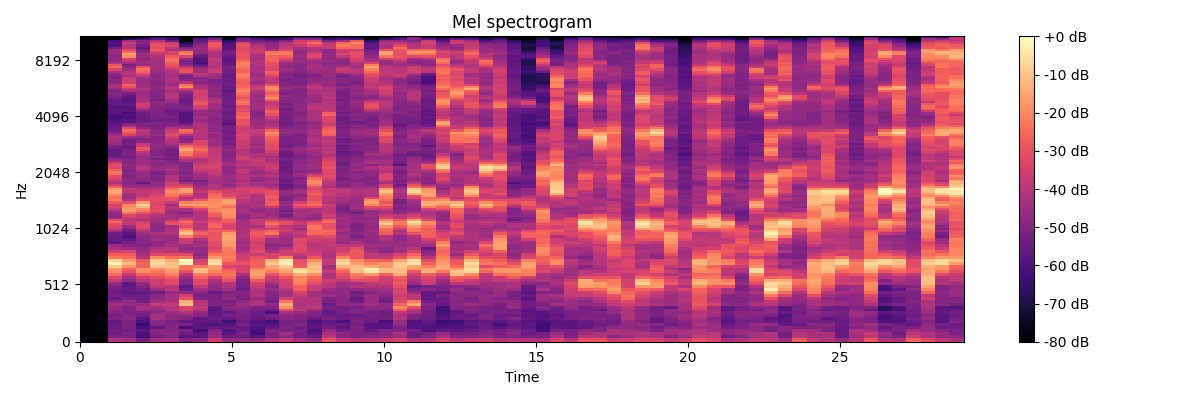 Mel spectrogram
Hz
8192
4096
2048
1024
512
0
0 5 10 15 20 25
Time
+0 dB
-10 dB
-20 dB
-30 dB
-40 dB
-50 dB
-60 dB
-70 dB
-80 dB